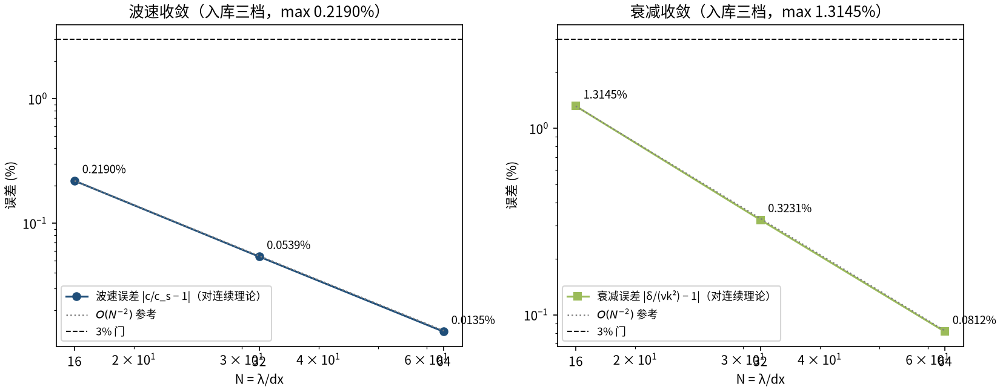 波速收敛（入库三档，max 0.2190%）
误差 (%)
10⁰
10⁻¹
0.2190%
0.0539%
0.0135%
波速误差 |c/c_s − 1|（对连续理论）
O(N⁻²) 参考
3% 门
16
2 × 10¹
3 × 10¹
32
4 × 10¹
6 × 10¹
64
N = λ/dx
衰减收敛（入库三档，max 1.3145%）
误差 (%)
10⁰
10⁻¹
1.3145%
0.3231%
0.0812%
衰减误差 |δ/(νk²) − 1|（对连续理论）
O(N⁻²) 参考
3% 门
16
2 × 10¹
3 × 10¹
32
4 × 10¹
6 × 10¹
64
N = λ/dx